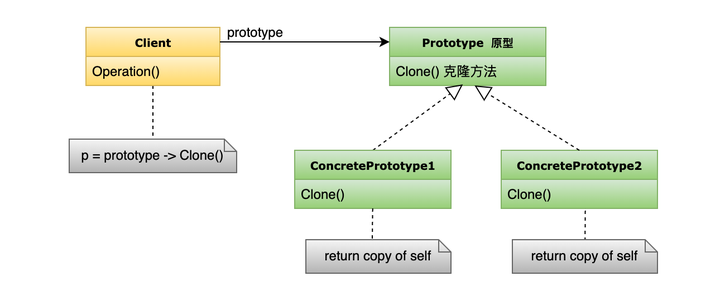 prototype
Client
Prototype 原型
Operation()
Clone() 克隆方法
p = prototype -> Clone()
ConcretePrototype1
ConcretePrototype2
Clone()
Clone()
return copy of self
return copy of self